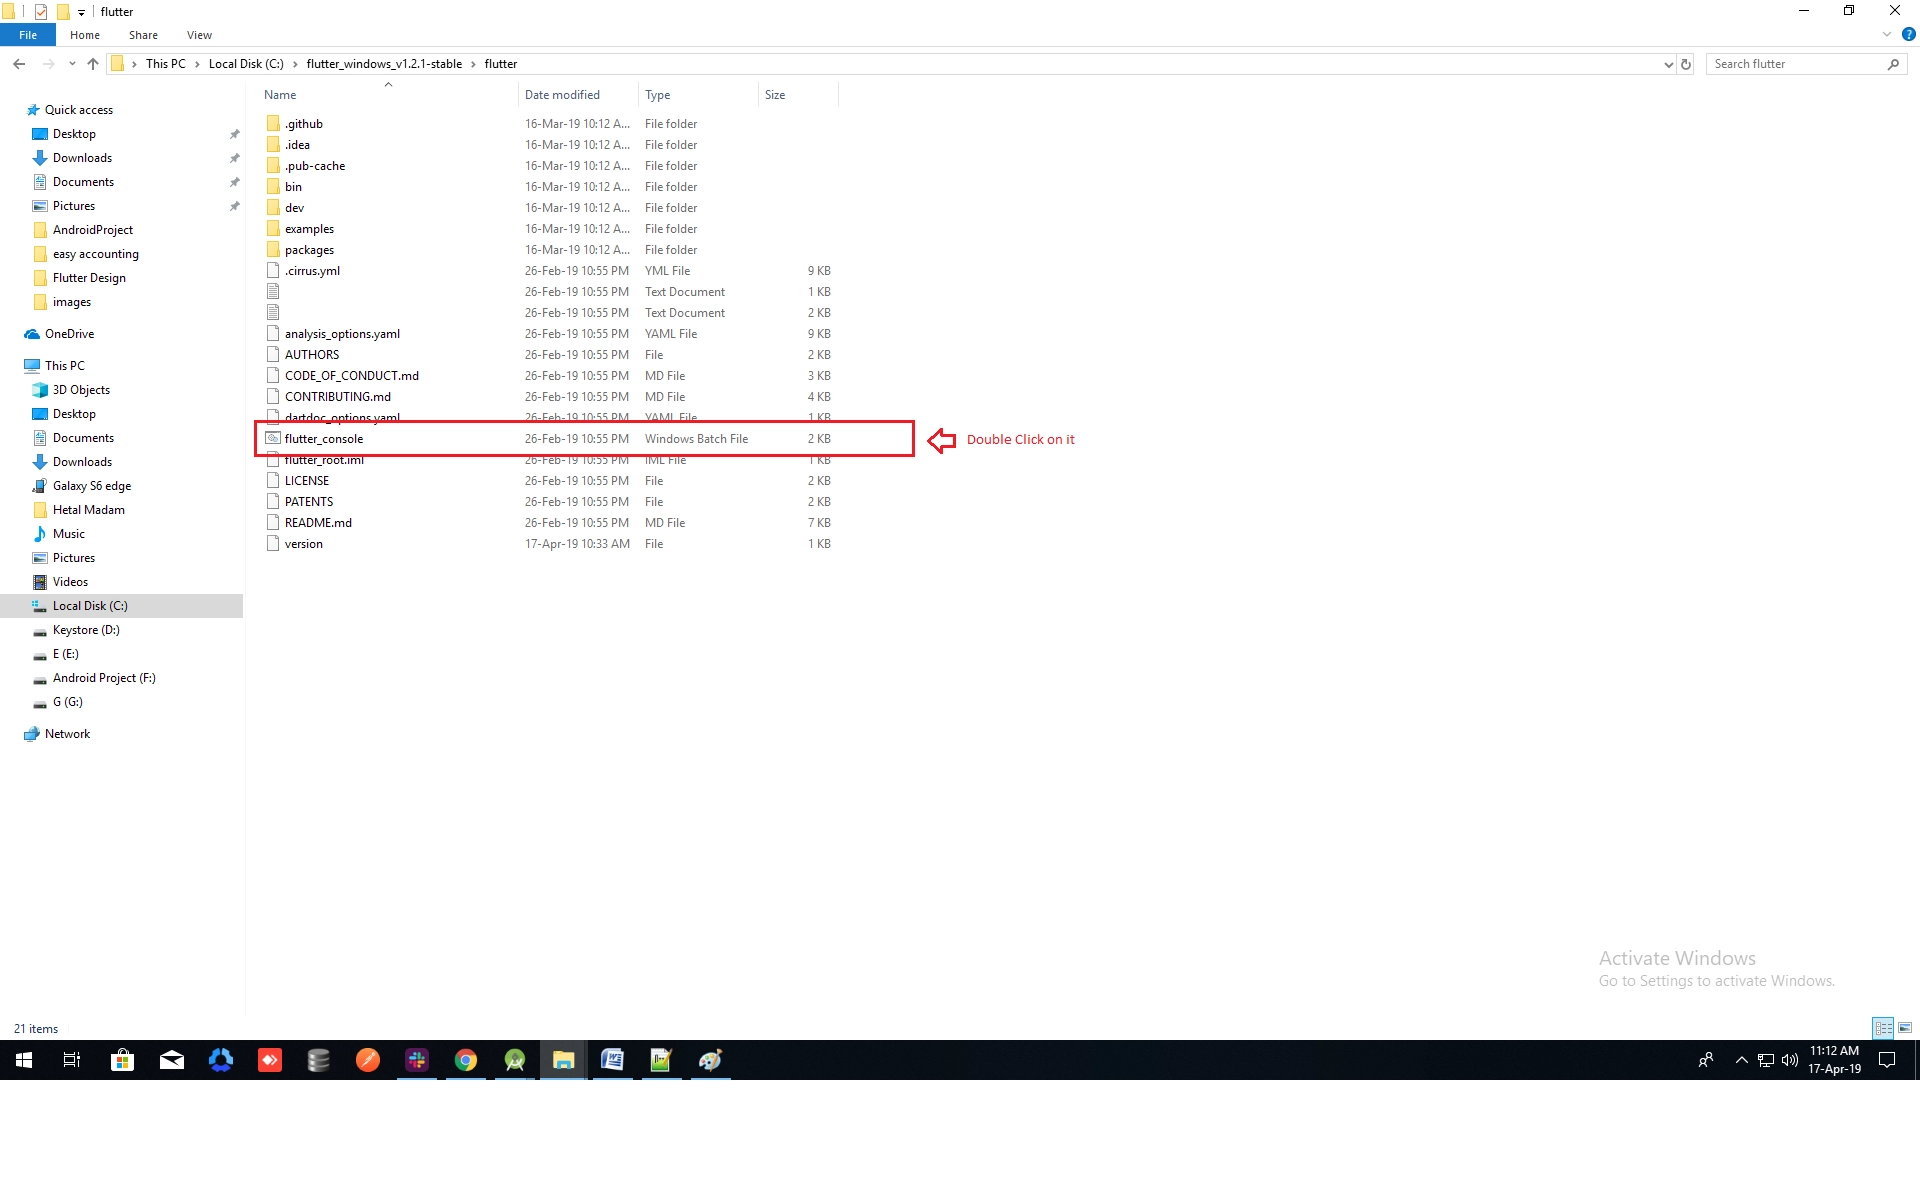 flutter
File Home Share View
This PC > Local Disk (C:) > flutter_windows_v1.2.1-stable > flutter
Search flutter
Quick access
Desktop
Downloads
Documents
Pictures
AndroidProject
easy accounting
Flutter Design
images
OneDrive
This PC
3D Objects
Desktop
Documents
Downloads
Galaxy S6 edge
Hetal Madam
Music
Pictures
Videos
Local Disk (C:)
Keystore (D:)
E (E:)
Android Project (F:)
G (G:)
Network
Name Date modified Type Size
.github 16-Mar-19 10:12 A... File folder
.idea 16-Mar-19 10:12 A... File folder
.pub-cache 16-Mar-19 10:12 A... File folder
bin 16-Mar-19 10:12 A... File folder
dev 16-Mar-19 10:12 A... File folder
examples 16-Mar-19 10:12 A... File folder
packages 16-Mar-19 10:12 A... File folder
.cirrus.yml 26-Feb-19 10:55 PM YML File 9 KB
26-Feb-19 10:55 PM Text Document 1 KB
26-Feb-19 10:55 PM Text Document 2 KB
analysis_options.yaml 26-Feb-19 10:55 PM YAML File 9 KB
AUTHORS 26-Feb-19 10:55 PM File 2 KB
CODE_OF_CONDUCT.md 26-Feb-19 10:55 PM MD File 3 KB
CONTRIBUTING.md 26-Feb-19 10:55 PM MD File 4 KB
dartdoc_options.yaml 26-Feb-19 10:55 PM YAML File 1 KB
flutter_console 26-Feb-19 10:55 PM Windows Batch File 2 KB
Double Click on it
flutter_root.iml 26-Feb-19 10:55 PM IML File 1 KB
LICENSE 26-Feb-19 10:55 PM File 2 KB
PATENTS 26-Feb-19 10:55 PM File 2 KB
README.md 26-Feb-19 10:55 PM MD File 7 KB
version 17-Apr-19 10:33 AM File 1 KB
Activate Windows
Go to Settings to activate Windows.
21 items
11:12 AM
17-Apr-19